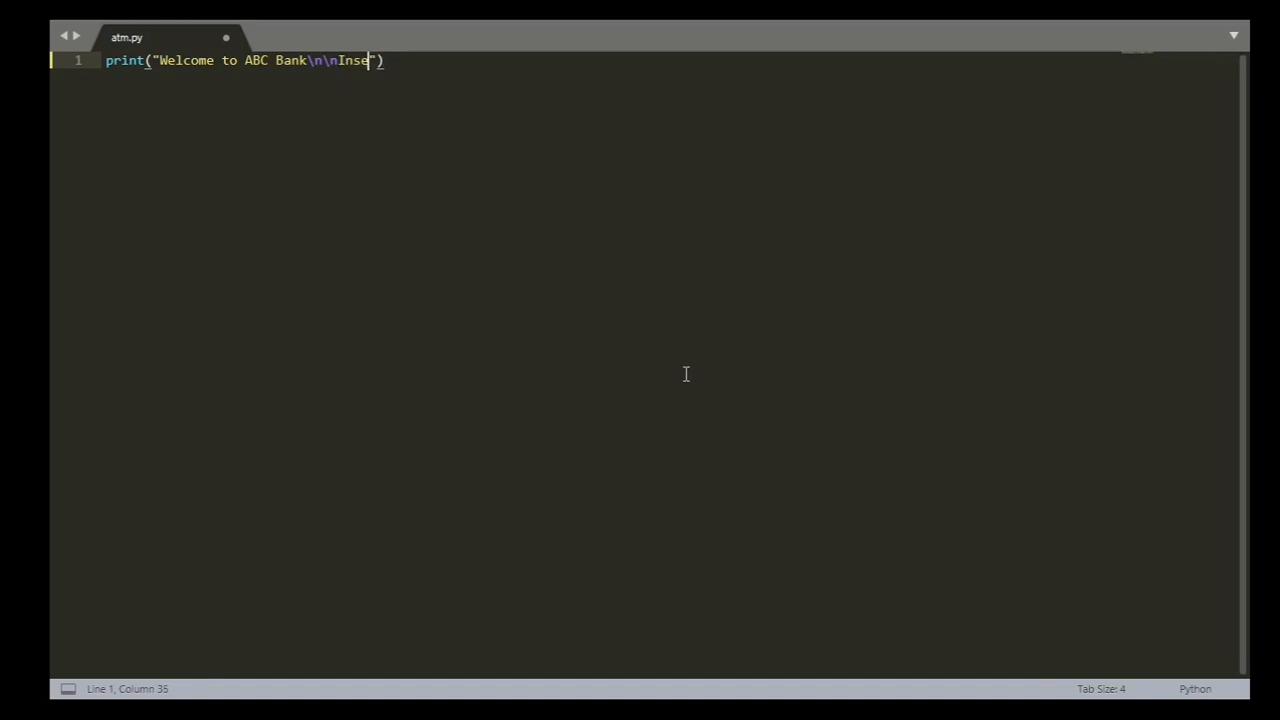 atm.py
1 print("Welcome to ABC Bank\n\nInse")
Line 1, Column 35 Tab Size: 4 Python